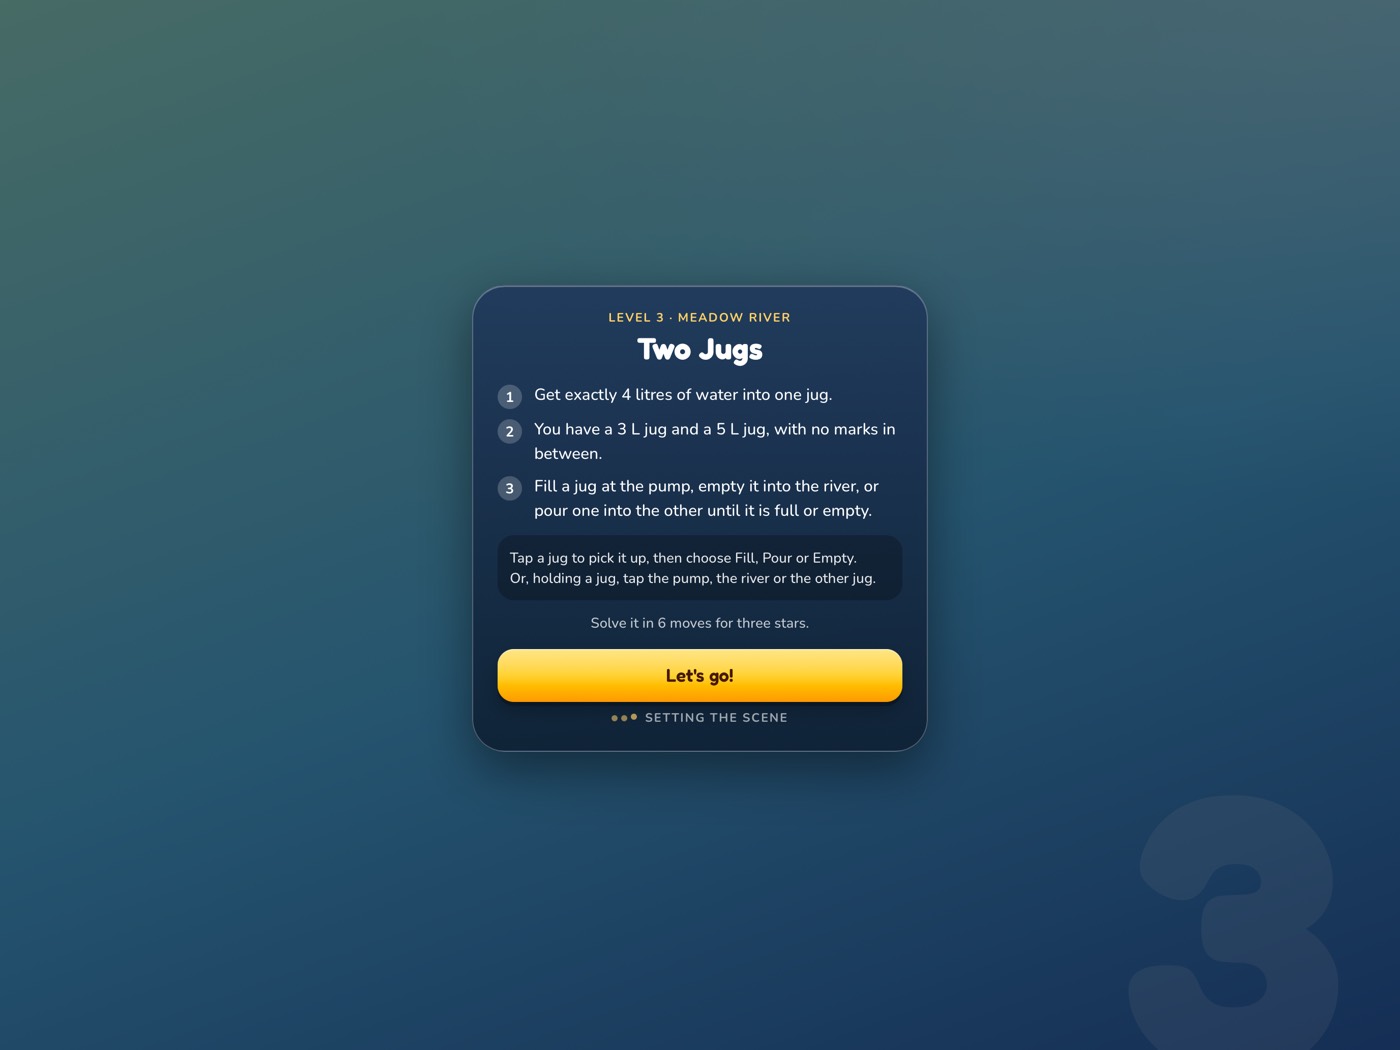 LEVEL 3 · MEADOW RIVER
Two Jugs
1 Get exactly 4 litres of water into one jug.
2 You have a 3 L jug and a 5 L jug, with no marks in
between.
3 Fill a jug at the pump, empty it into the river, or
pour one into the other until it is full or empty.
Tap a jug to pick it up, then choose Fill, Pour or Empty.
Or, holding a jug, tap the pump, the river or the other jug.
Solve it in 6 moves for three stars.
Let's go!
SETTING THE SCENE
3